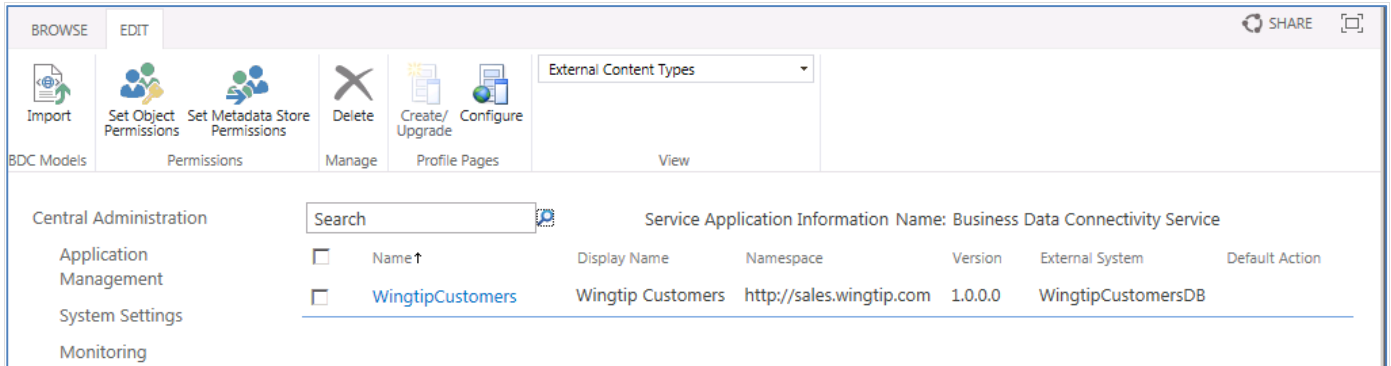 BROWSE EDIT SHARE
External Content Types
Import Set Object Permissions Set Metadata Store Permissions Delete Create/ Upgrade Configure
BDC Models Permissions Manage Profile Pages View
Central Administration Search Service Application Information Name: Business Data Connectivity Service
Application Management
Name↑ Display Name Namespace Version External System Default Action
WingtipCustomers Wingtip Customers http://sales.wingtip.com 1.0.0.0 WingtipCustomersDB
System Settings
Monitoring